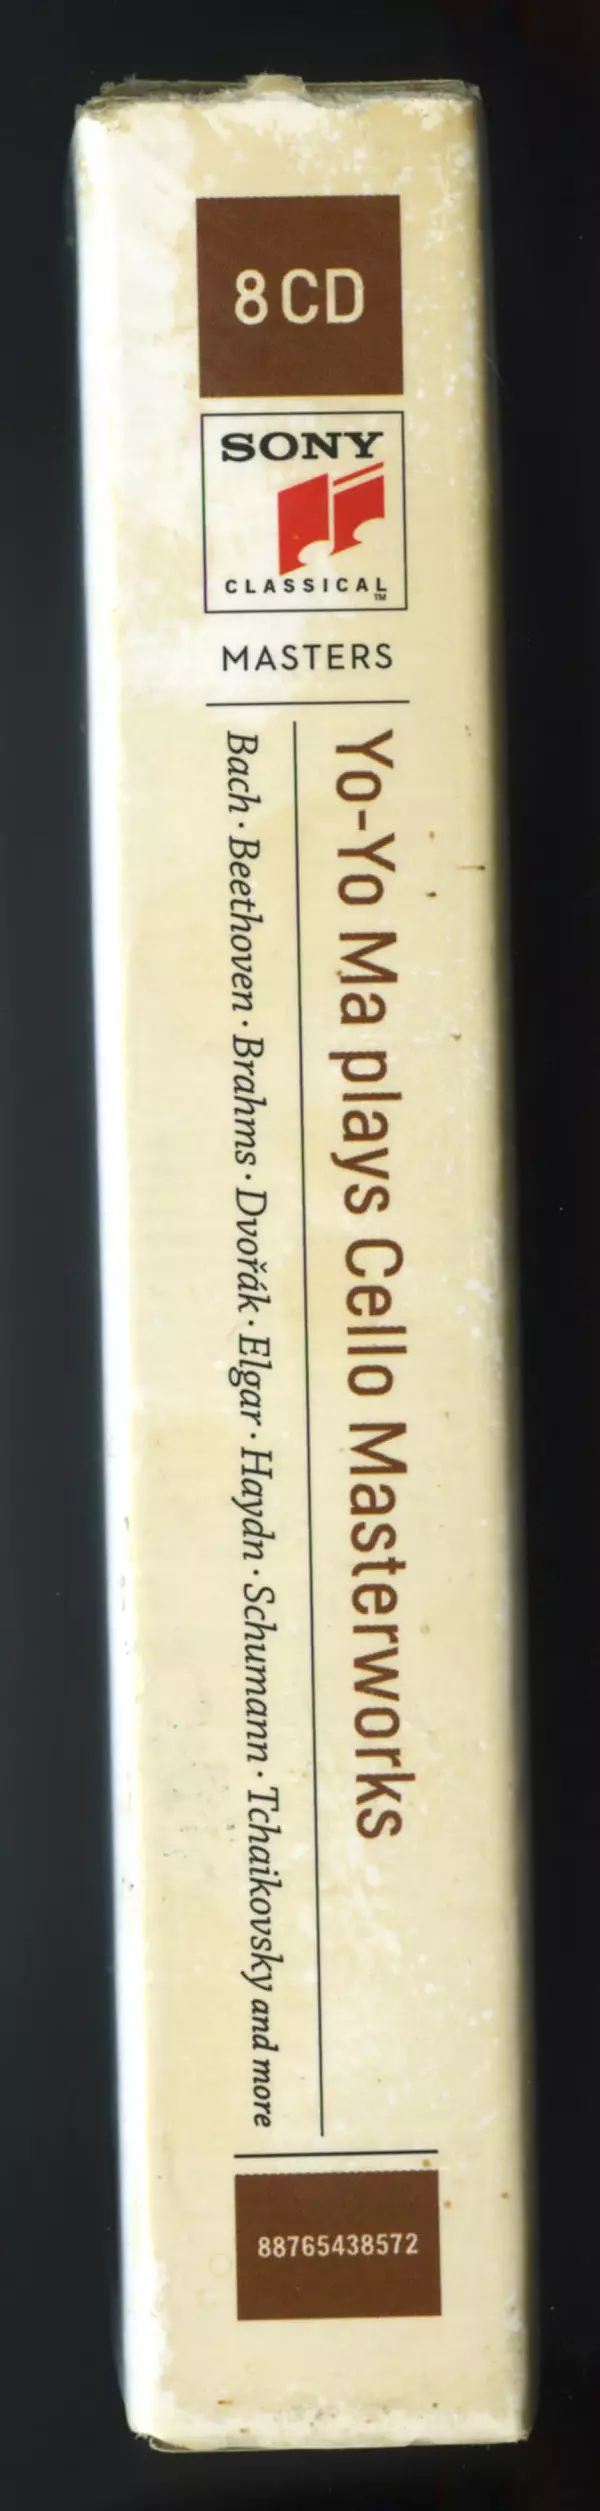 8 CD
SONY
CLASSICAL™
MASTERS
Yo-Yo Ma plays Cello Masterworks
Bach · Beethoven · Brahms · Dvořák · Elgar · Haydn · Schumann · Tchaikovsky and more
88765438572